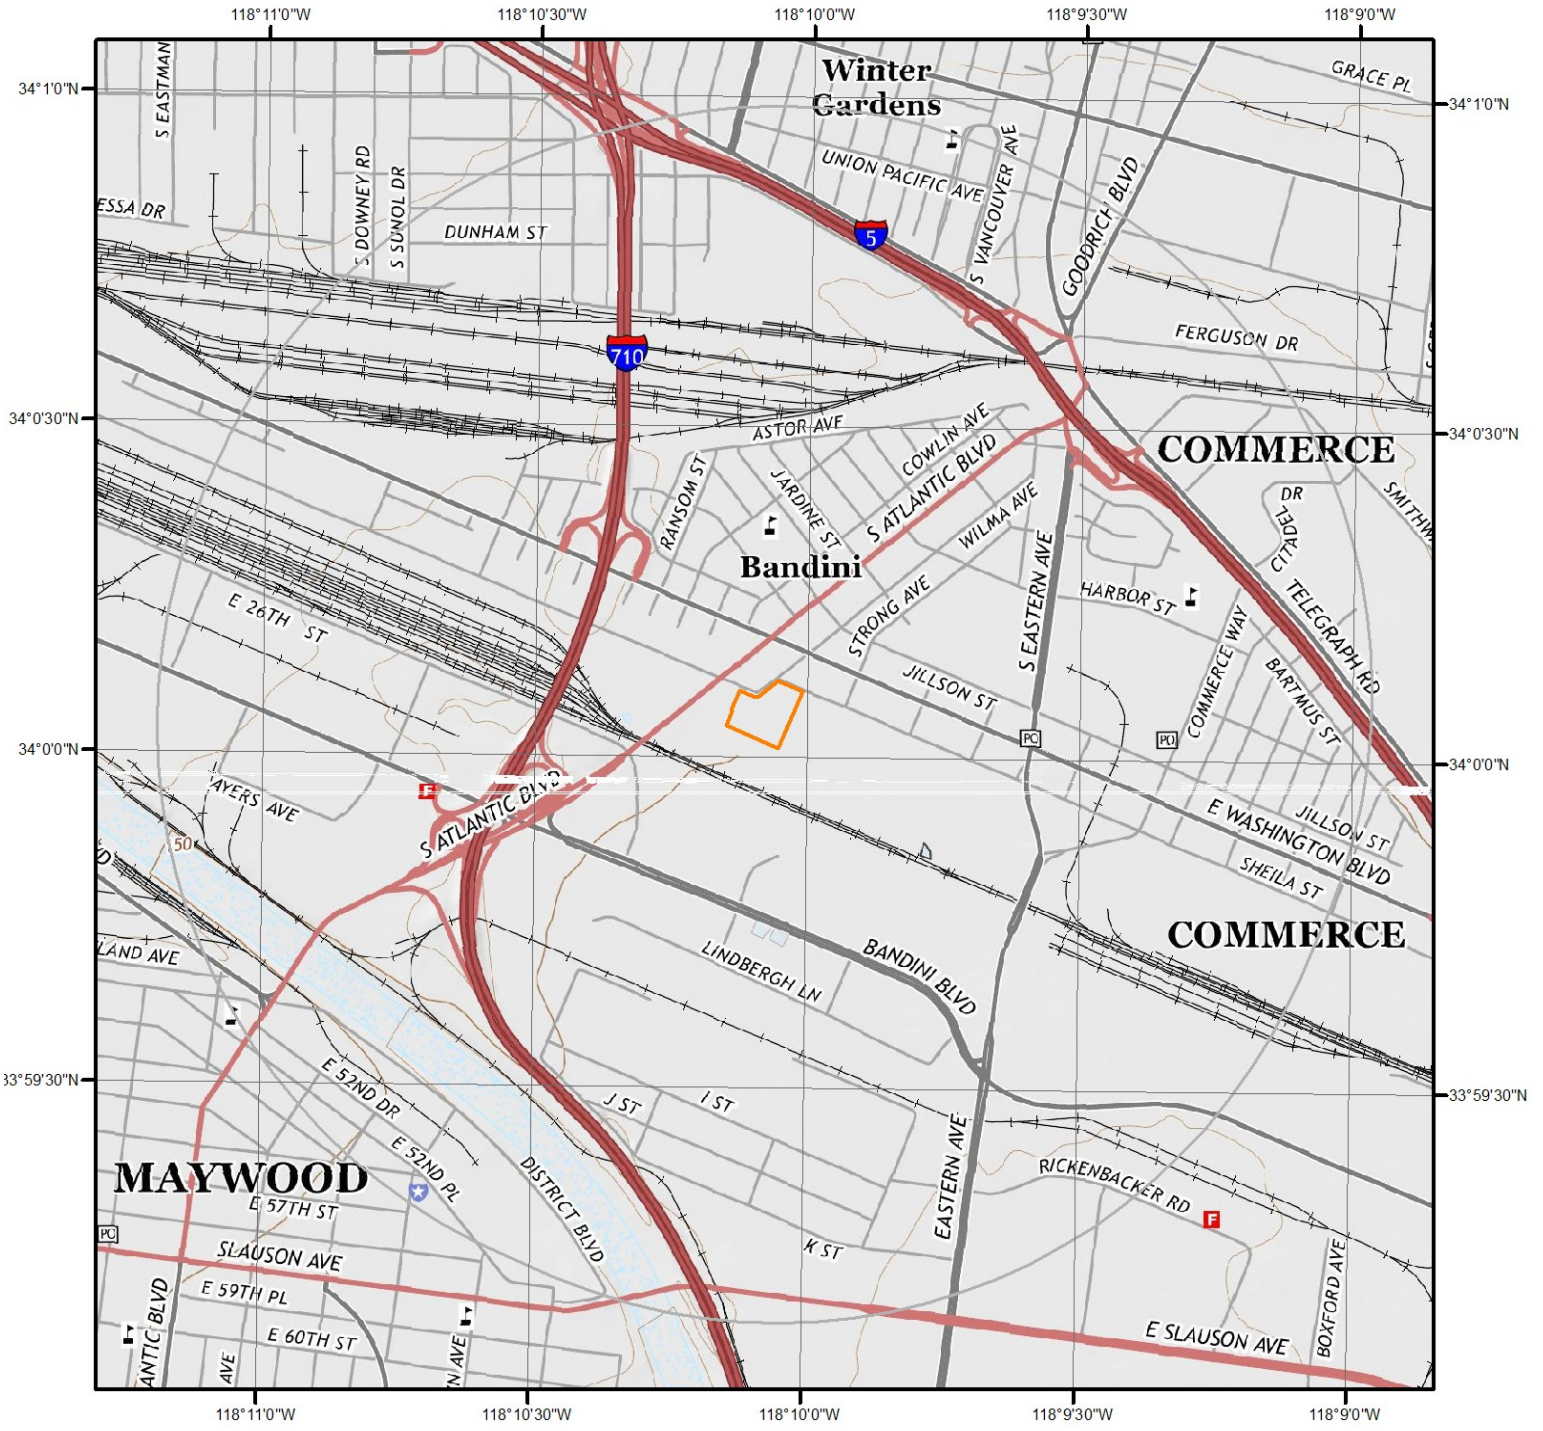 118°11'0"W
118°10'30"W
118°10'0"W
118°9'30"W
118°9'0"W
34°1'0"N
34°1'0"N
S EASTMAN
Winter
Gardens
GRACE PL
UNION PACIFIC AVE
S VANCOUVER AVE
GOODRICH BLVD
S DOWNEY RD
S SUNOL DR
ESSA DR
DUNHAM ST
5
FERGUSON DR
710
34°0'30"N
34°0'30"N
ASTOR AVE
COWLIN AVE
S ATLANTIC BLVD
COMMERCE
RANSOM ST
JARDINE ST
WILMA AVE
CITADEL
DR
SMITHW
Bandini
S EASTERN AVE
HARBOR ST
STRONG AVE
E 26TH ST
TELEGRAPH RD
COMMERCE WAY
BARTMUS ST
JILLSON ST
PO
PO
34°0'0"N
34°0'0"N
F
AYERS AVE
S ATLANTIC BLVD
50
E WASHINGTON BLVD
JILLSON ST
SHEILA ST
COMMERCE
LAND AVE
LINDBERGH LN
BANDINI BLVD
33°59'30"N
33°59'30"N
E 52ND DR
J ST
I ST
E 52ND PL
EASTERN AVE
MAYWOOD
DISTRICT BLVD
RICKENBACKER RD
F
E 57TH ST
PO
K ST
SLAUSON AVE
E 59TH PL
E 60TH ST
ANTIC BLVD
AVE
N AVE
E SLAUSON AVE
BOXFORD AVE
118°11'0"W
118°10'30"W
118°10'0"W
118°9'30"W
118°9'0"W